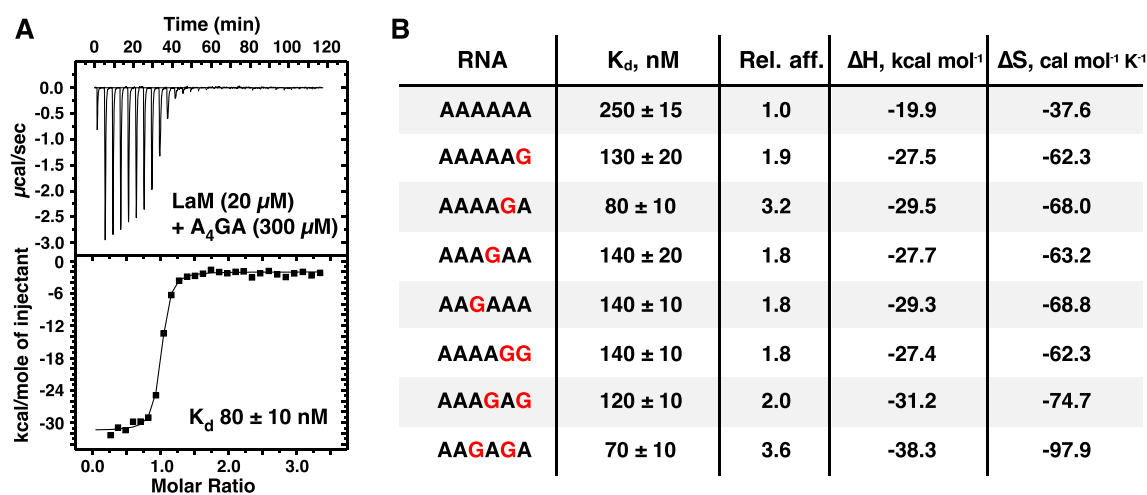 A
Time (min)
0 20 40 60 80 100 120
0.0
-0.5
-1.0
-1.5
-2.0
-2.5
-3.0
µcal/sec
LaM (20 µM)
+ A₄GA (300 µM)
0
-6
-12
-18
-24
-30
kcal/mole of injectant
K_d 80 ± 10 nM
0.0 1.0 2.0 3.0
Molar Ratio
B
RNA K_d, nM Rel. aff. ΔH, kcal mol⁻¹ ΔS, cal mol⁻¹ K⁻¹
AAAAAA 250 ± 15 1.0 -19.9 -37.6
AAAAAG 130 ± 20 1.9 -27.5 -62.3
AAAAGA 80 ± 10 3.2 -29.5 -68.0
AAAGAA 140 ± 20 1.8 -27.7 -63.2
AAGAAA 140 ± 10 1.8 -29.3 -68.8
AAAAGG 140 ± 10 1.8 -27.4 -62.3
AAAGAG 120 ± 10 2.0 -31.2 -74.7
AAGAGA 70 ± 10 3.6 -38.3 -97.9